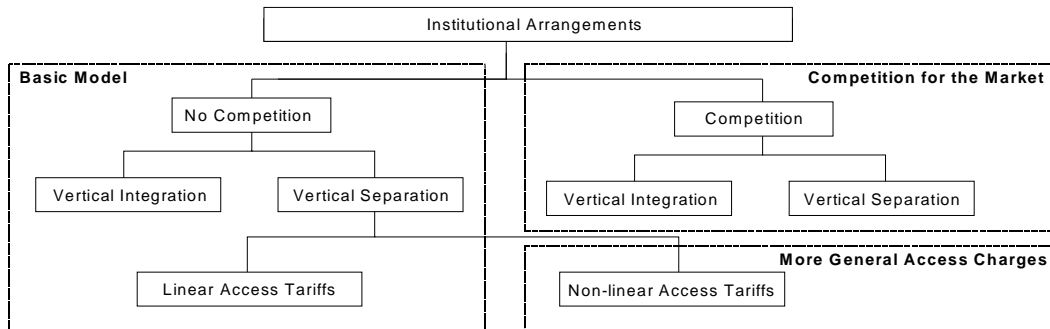 Institutional Arrangements
Basic Model
Competition for the Market
No Competition
Competition
Vertical Integration
Vertical Separation
Vertical Integration
Vertical Separation
More General Access Charges
Linear Access Tariffs
Non-linear Access Tariffs